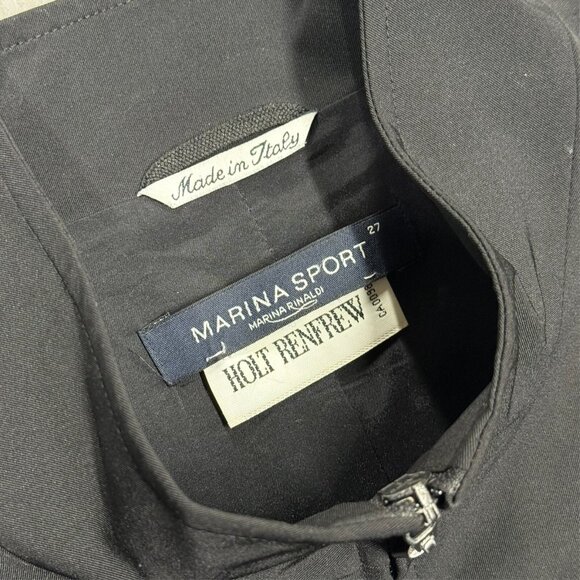 Made in Italy
27
MARINA SPORT
MARINA RINALDI
HOLT RENFREW